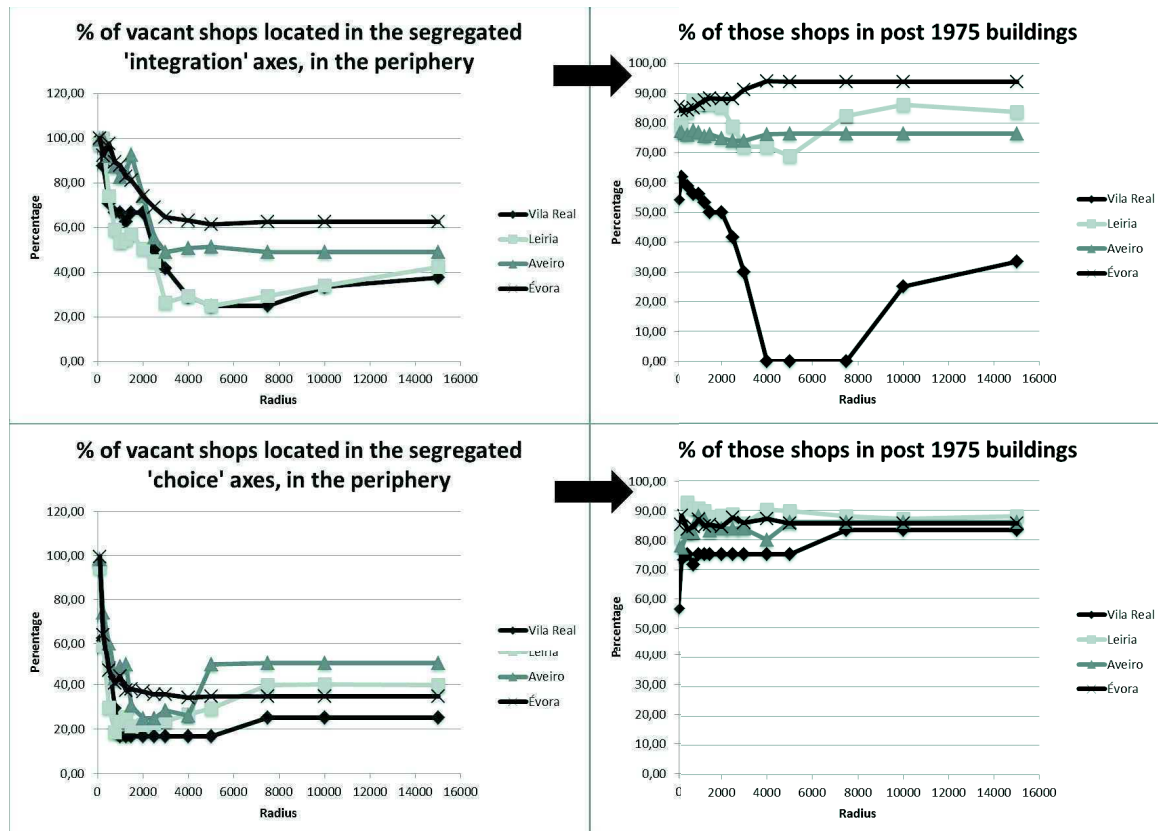 % of vacant shops located in the segregated
'integration' axes, in the periphery
120,00
100,00
80,00
60,00
40,00
20,00
0,00
Percentage
0 2000 4000 6000 8000 10000 12000 14000 16000
Radius
Vila Real
Leiria
Aveiro
Évora
% of those shops in post 1975 buildings
100,00
90,00
80,00
70,00
60,00
50,00
40,00
30,00
20,00
10,00
0,00
Percentage
0 2000 4000 6000 8000 10000 12000 14000 16000
Radius
Vila Real
Leiria
Aveiro
Évora
% of vacant shops located in the segregated
'choice' axes, in the periphery
120,00
100,00
80,00
60,00
40,00
20,00
0,00
Percentage
0 2000 4000 6000 8000 10000 12000 14000 16000
Radius
Vila Real
Leiria
Aveiro
Évora
% of those shops in post 1975 buildings
100,00
90,00
80,00
70,00
60,00
50,00
40,00
30,00
20,00
10,00
0,00
Percentage
0 2000 4000 6000 8000 10000 12000 14000 16000
Radius
Vila Real
Leiria
Aveiro
Évora